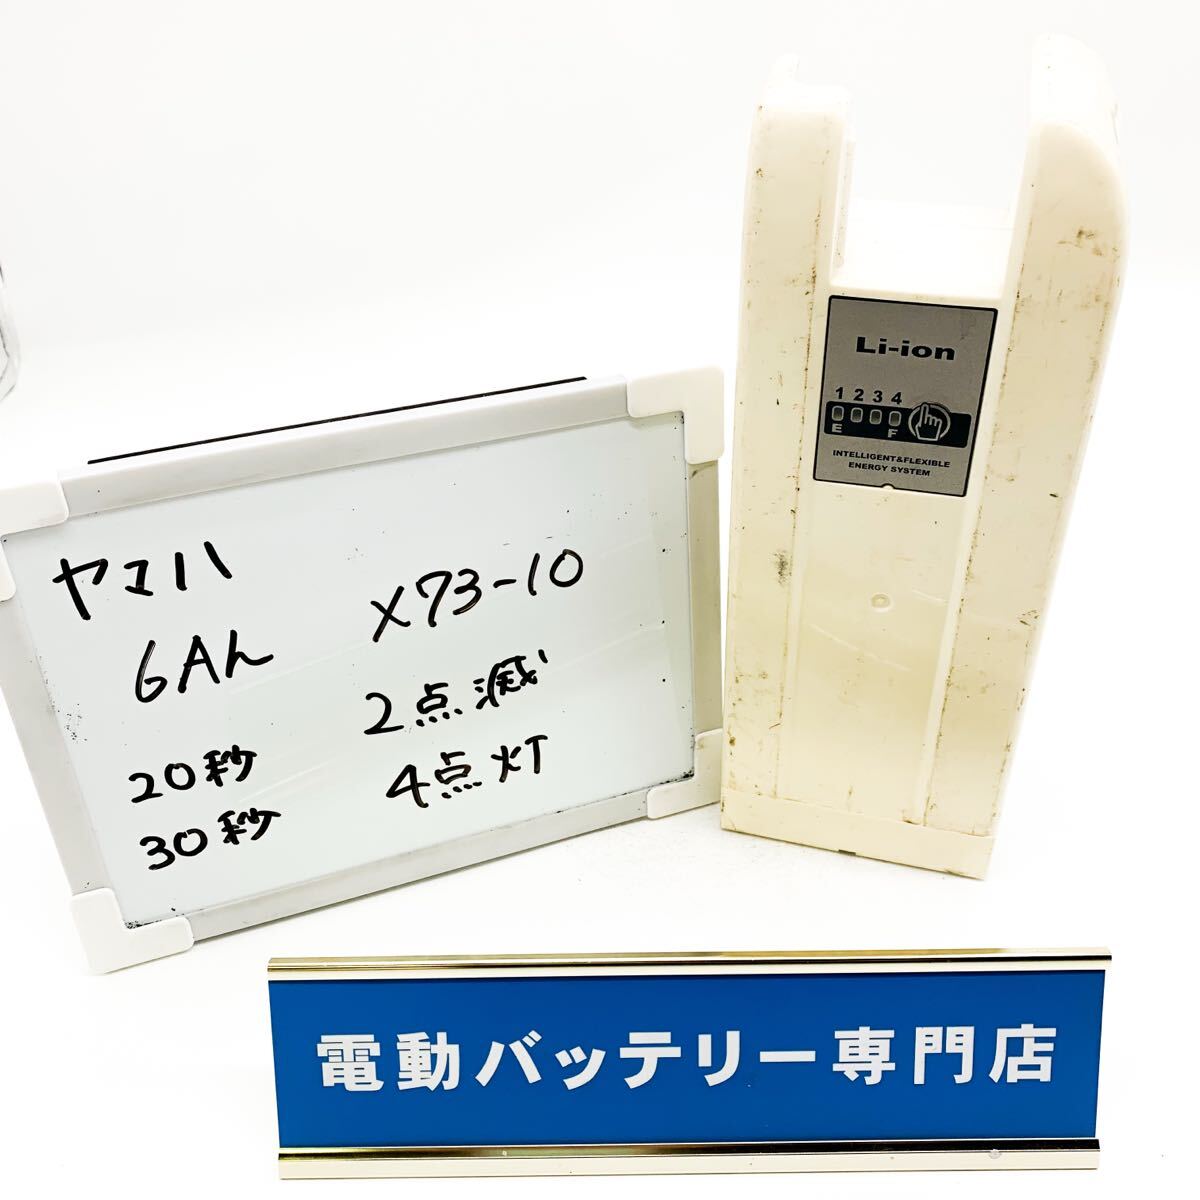 ヤマハ
6Ah
X73-10
20秒
2点滅
30秒
4点灯
Li-ion
1 2 3 4
E F
INTELLIGENT&FLEXIBLE
ENERGY SYSTEM
電動バッテリー専門店